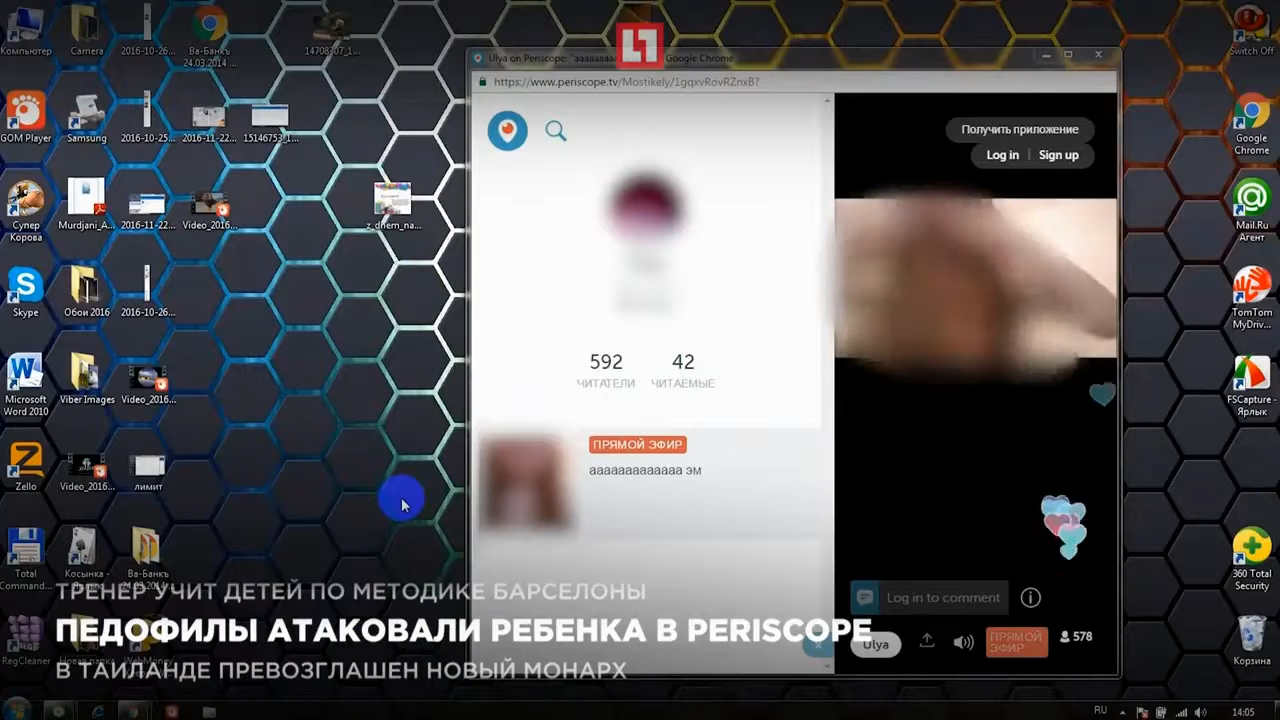 Компьютер
Camera
2016-10-26...
Ва-Банкъ
24.03.2014 ...
14708307_1...
GOM Player
Samsung
2016-10-25...
2016-11-22...
15146753_1...
Супер
Корова
Murdjani_A...
2016-11-22...
Video_2016...
z_dnem_na...
Skype
Обои 2016
2016-10-26...
Microsoft
Word 2010
Viber Images
Video_2016...
Zello
Video_2016...
лимит
Total
Comman...
Косынка -
Ва-Банкъ
RegCleaner
WebMoney
Ulya on Periscope:
Google Chrome
https://www.periscope.tv/Mostikely/1gqxvRovRZnxB?
592
42
ЧИТАТЕЛИ
ЧИТАЕМЫЕ
ПРЯМОЙ ЭФИР
ааааааааааааа эм
Получить приложение
Log in
Sign up
Log in to comment
Ulya
ПРЯМОЙ
ЭФИР
578
Switch Off
Google
Chrome
Mail.Ru
Агент
TomTom
MyDriv...
FSCapture -
Ярлык
360 Total
Security
Корзина
ТРЕНЕР УЧИТ ДЕТЕЙ ПО МЕТОДИКЕ БАРСЕЛОНЫ
ПЕДОФИЛЫ АТАКОВАЛИ РЕБЕНКА В PERISCOPE
В ТАИЛАНДЕ ПРЕВОЗГЛАШЕН НОВЫЙ МОНАРХ
RU
14:05